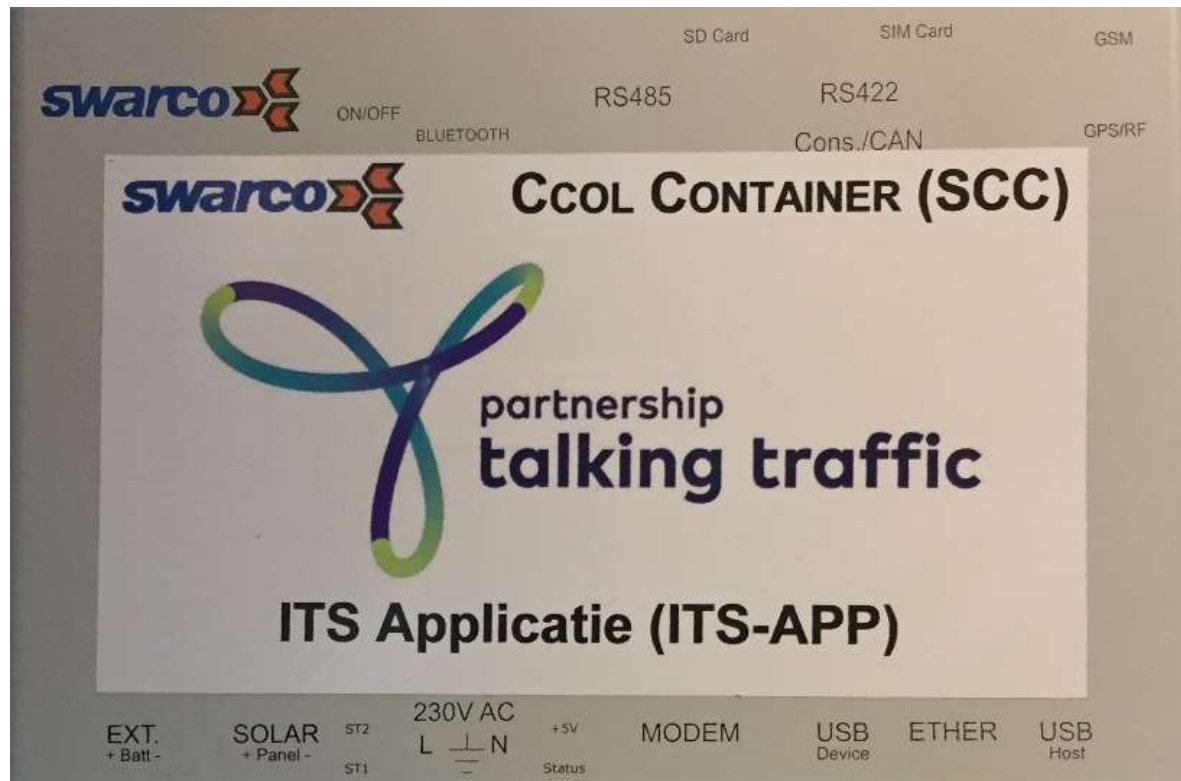 SD Card SIM Card GSM
swarco ON/OFF RS485 RS422
BLUETOOTH Cons./CAN GPS/RF
swarco CCOL CONTAINER (SCC)
partnership
talking traffic
ITS Applicatie (ITS-APP)
EXT. SOLAR ST2 230V AC +5V MODEM USB ETHER USB
+ Batt - + Panel - L N Device Host
ST1 Status